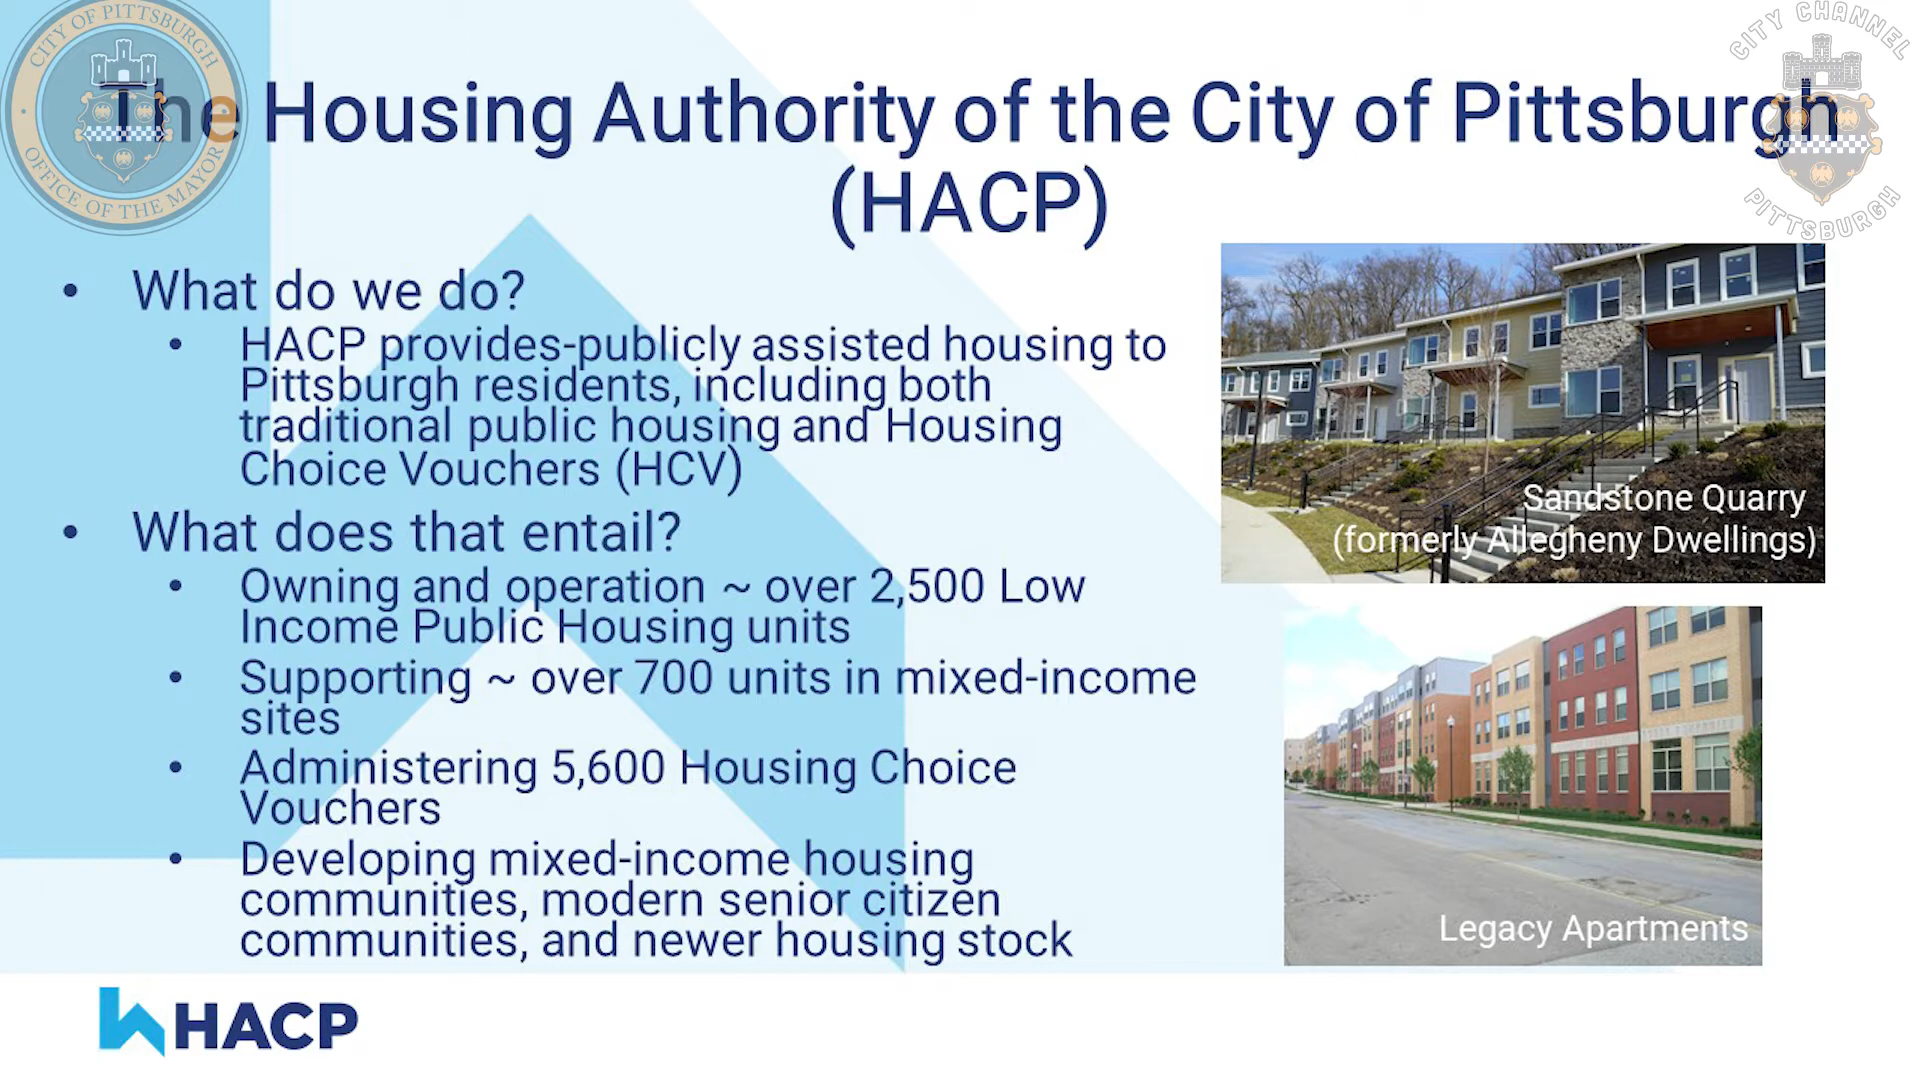 CITY OF PITTSBURGH
OFFICE OF THE MAYOR
CITY CHANNEL
PITTSBURGH
The Housing Authority of the City of Pittsburgh
(HACP)
• What do we do?
• HACP provides-publicly assisted housing to
Pittsburgh residents, including both
traditional public housing and Housing
Choice Vouchers (HCV)
• What does that entail?
• Owning and operation ~ over 2,500 Low
Income Public Housing units
• Supporting ~ over 700 units in mixed-income
sites
• Administering 5,600 Housing Choice
Vouchers
• Developing mixed-income housing
communities, modern senior citizen
communities, and newer housing stock
Sandstone Quarry
(formerly Allegheny Dwellings)
Legacy Apartments
HACP